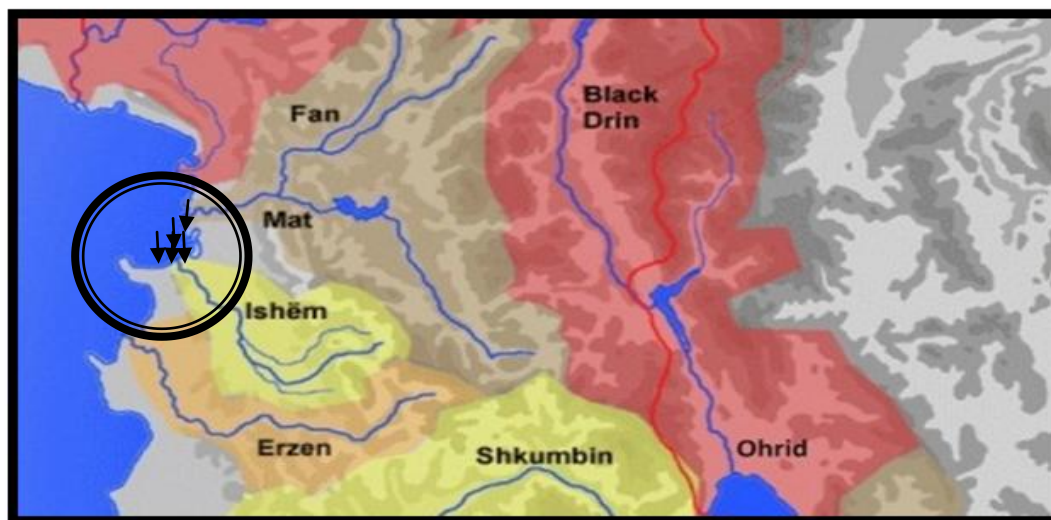 Fan
Black
Drin
Mat
Ishëm
Erzen
Shkumbin
Ohrid